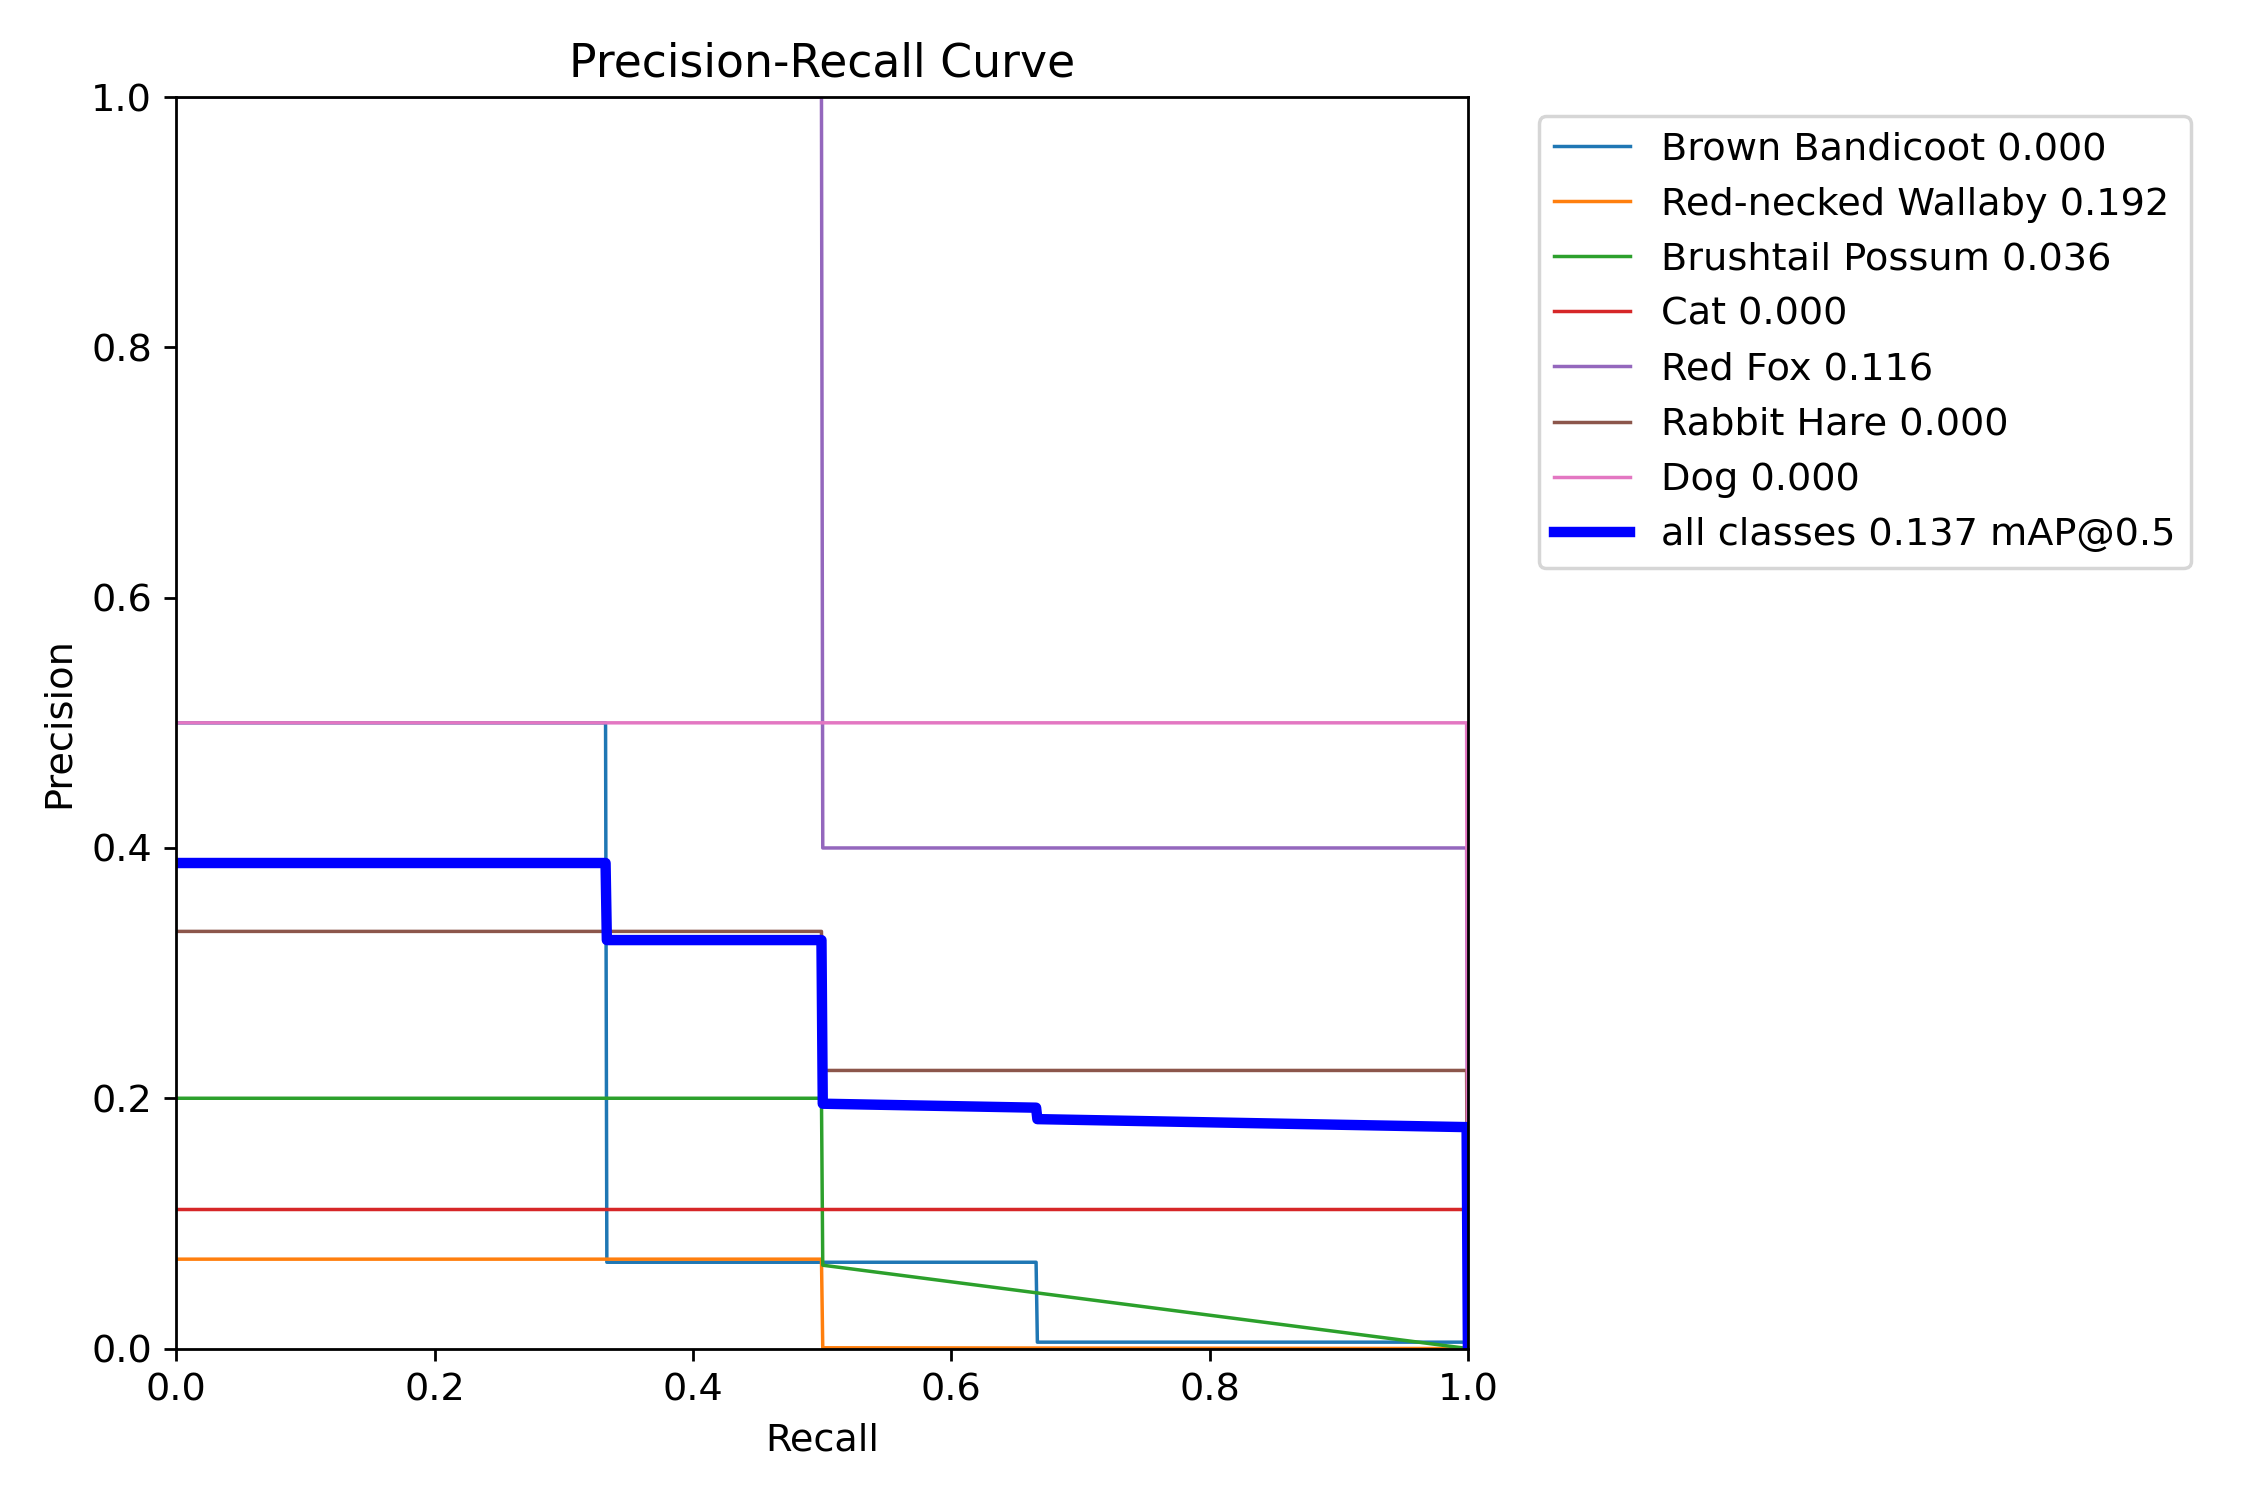 Precision-Recall Curve
1.0
0.8
0.6
0.4
0.2
0.0
Precision
0.0 0.2 0.4 0.6 0.8 1.0
Recall
Brown Bandicoot 0.000
Red-necked Wallaby 0.192
Brushtail Possum 0.036
Cat 0.000
Red Fox 0.116
Rabbit Hare 0.000
Dog 0.000
all classes 0.137 mAP@0.5